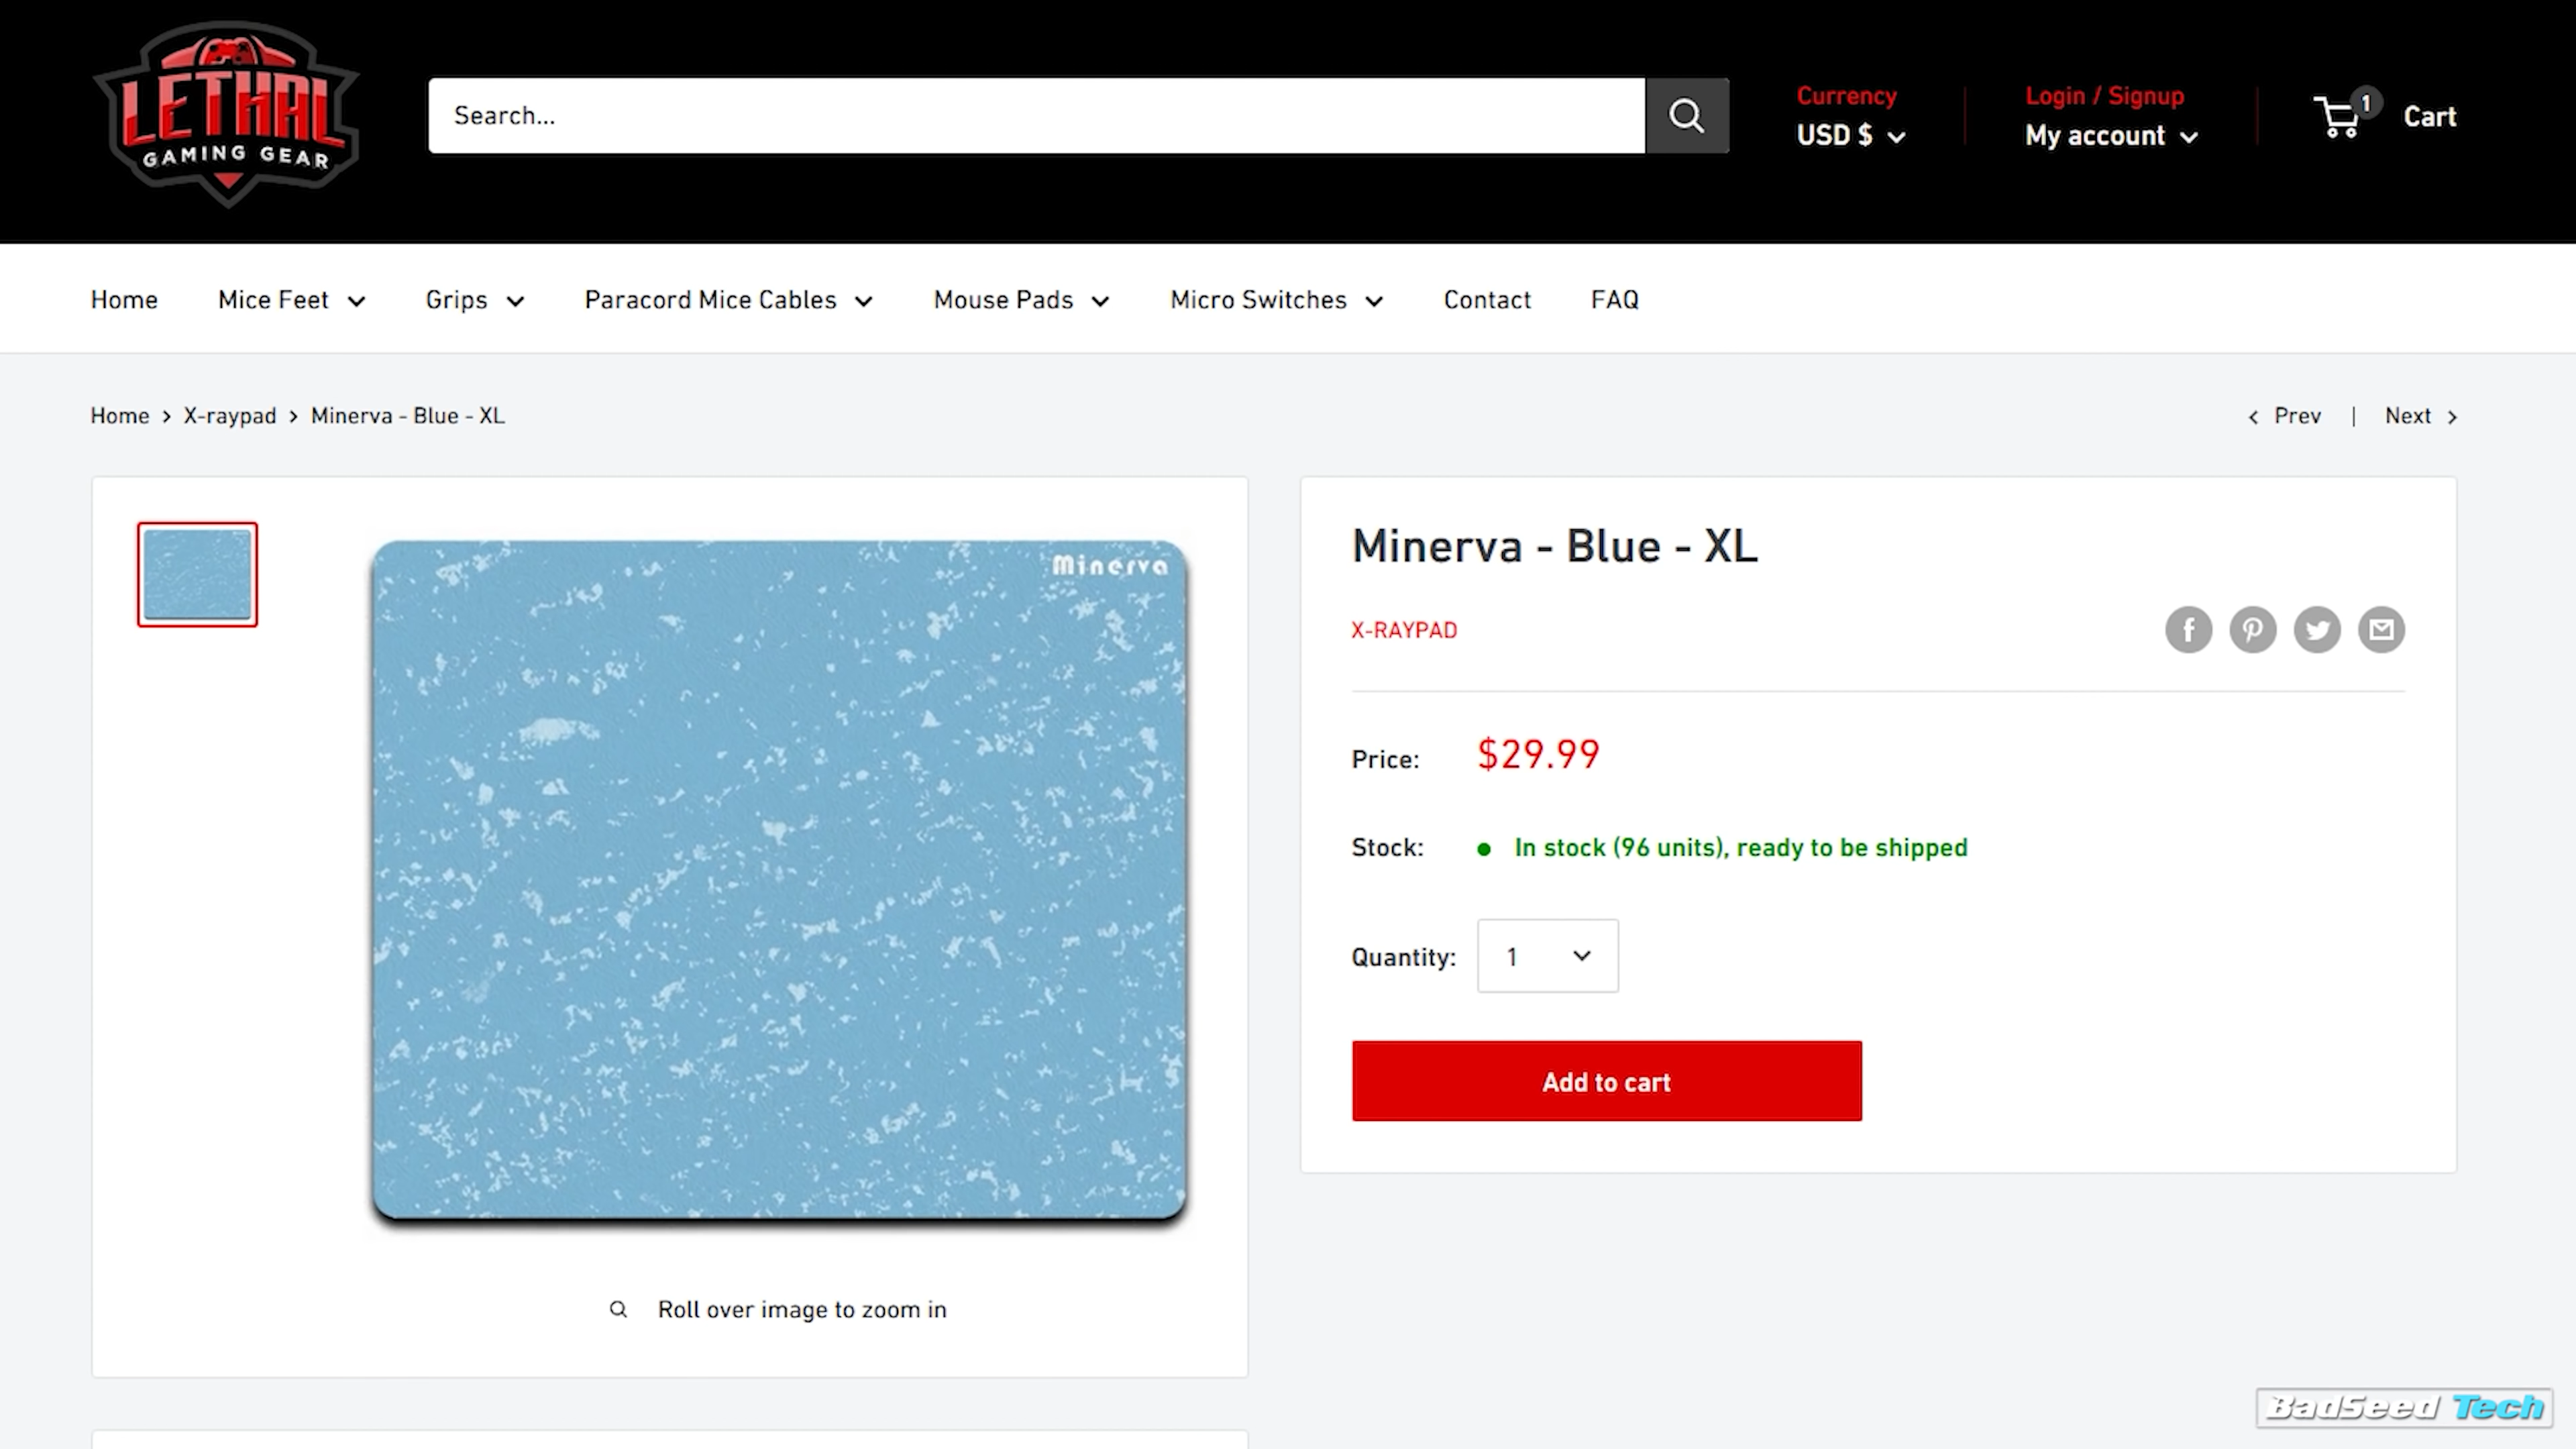 LETHAL
GAMING GEAR
Search...
Currency
USD $
Login / Signup
My account
1
Cart
Home
Mice Feet
Grips
Paracord Mice Cables
Mouse Pads
Micro Switches
Contact
FAQ
Home > X-raypad > Minerva - Blue - XL
< Prev | Next >
Minerva
Roll over image to zoom in
Minerva - Blue - XL
X-RAYPAD
Price: $29.99
Stock: ● In stock (96 units), ready to be shipped
Quantity: 1
Add to cart
BadSeed Tech